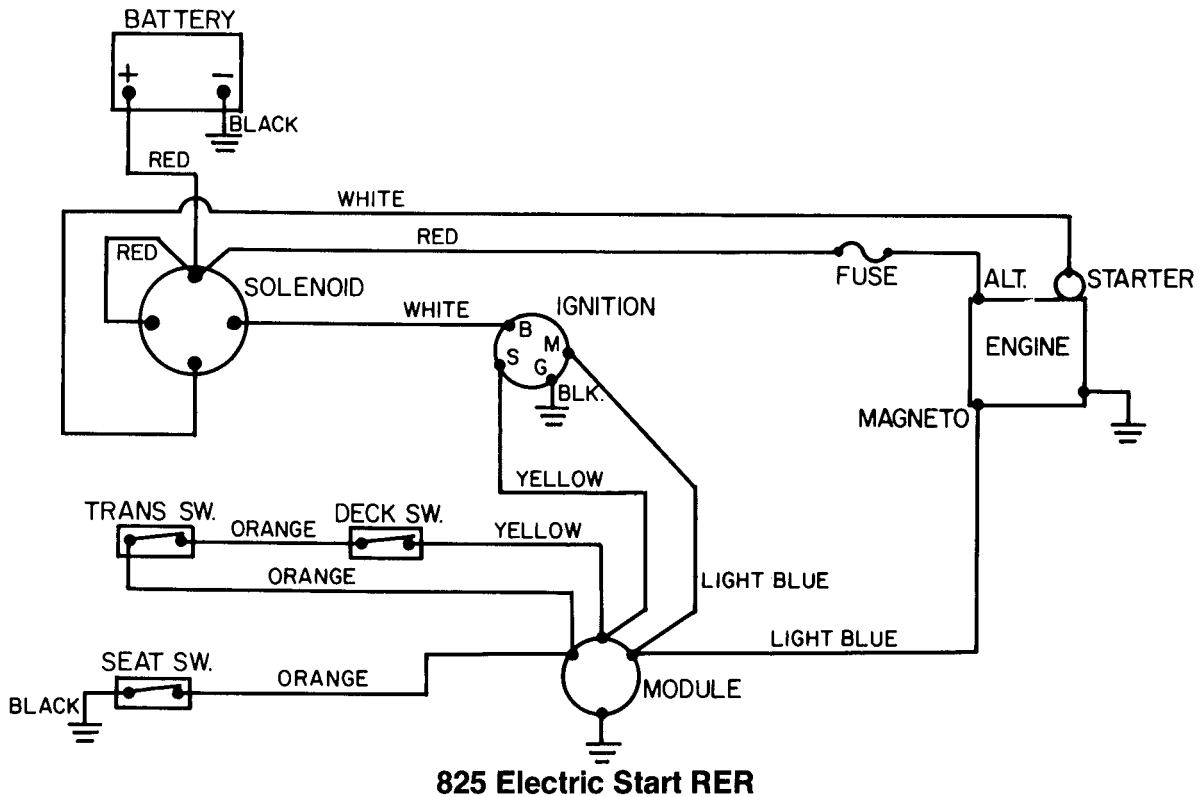 BATTERY
+ −
BLACK
RED
WHITE
RED
RED
SOLENOID
FUSE
ALT.
STARTER
WHITE
IGNITION
B
S
M
G
BLK.
ENGINE
MAGNETO
YELLOW
TRANS SW.
ORANGE
DECK SW.
YELLOW
ORANGE
LIGHT BLUE
LIGHT BLUE
SEAT SW.
ORANGE
MODULE
BLACK
825 Electric Start RER